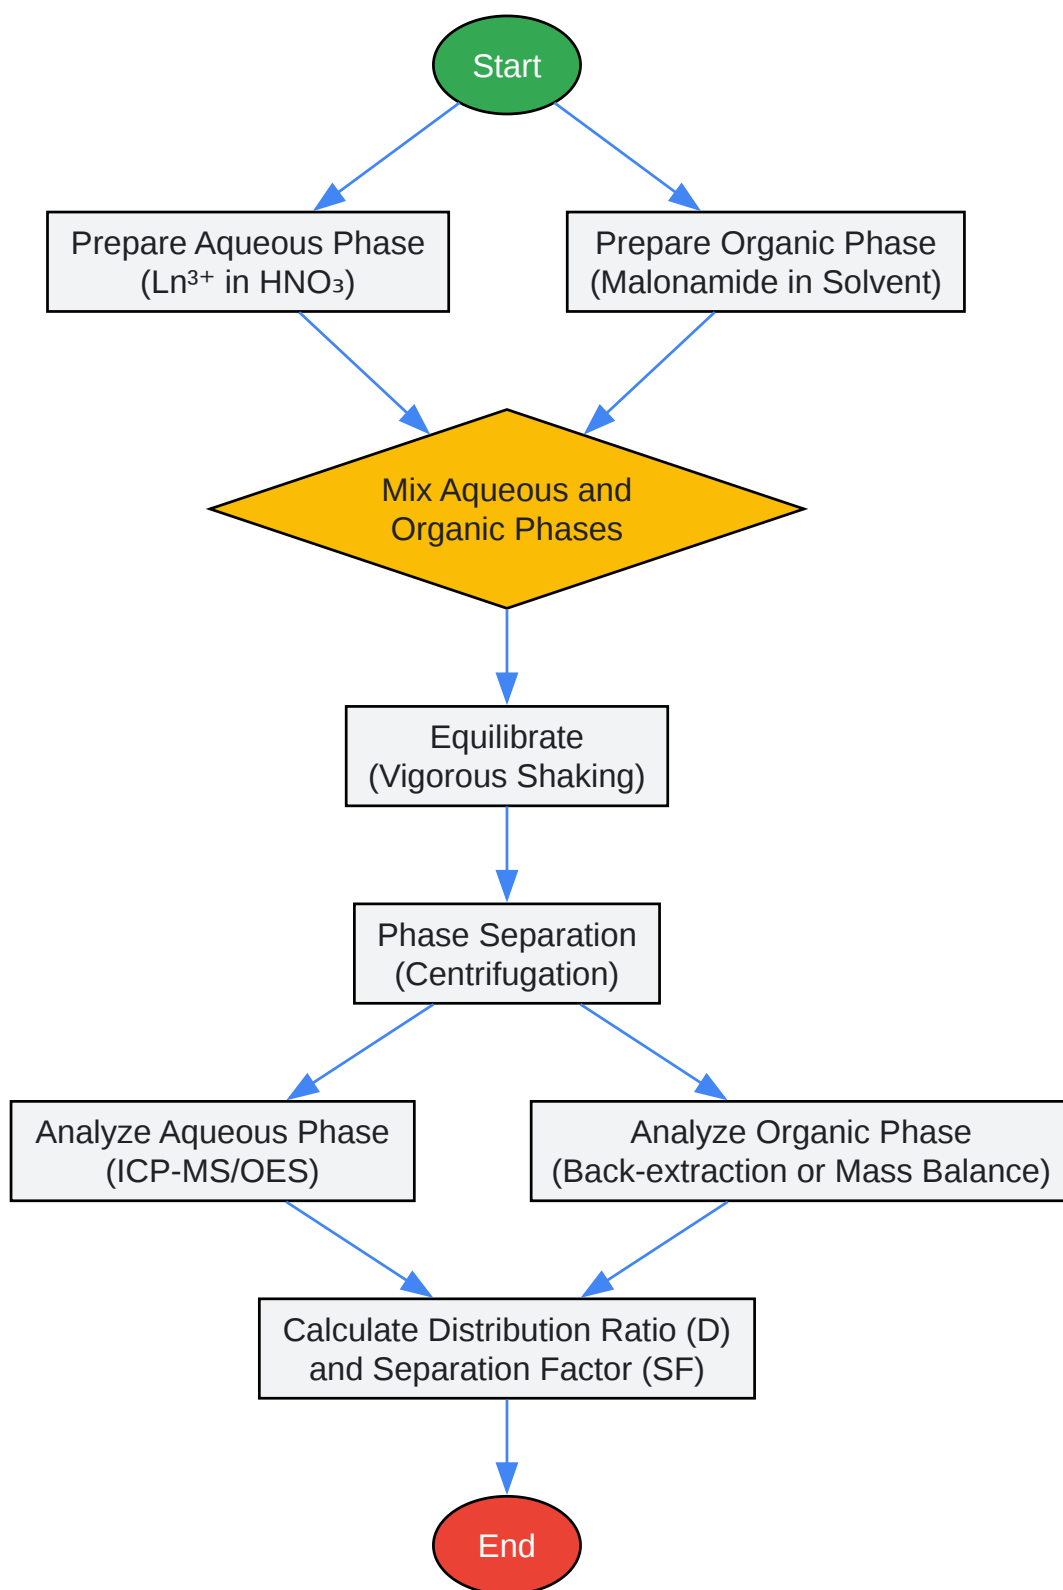 Start
Prepare Aqueous Phase
(Ln³⁺ in HNO₃)
Prepare Organic Phase
(Malonamide in Solvent)
Mix Aqueous and
Organic Phases
Equilibrate
(Vigorous Shaking)
Phase Separation
(Centrifugation)
Analyze Aqueous Phase
(ICP-MS/OES)
Analyze Organic Phase
(Back-extraction or Mass Balance)
Calculate Distribution Ratio (D)
and Separation Factor (SF)
End